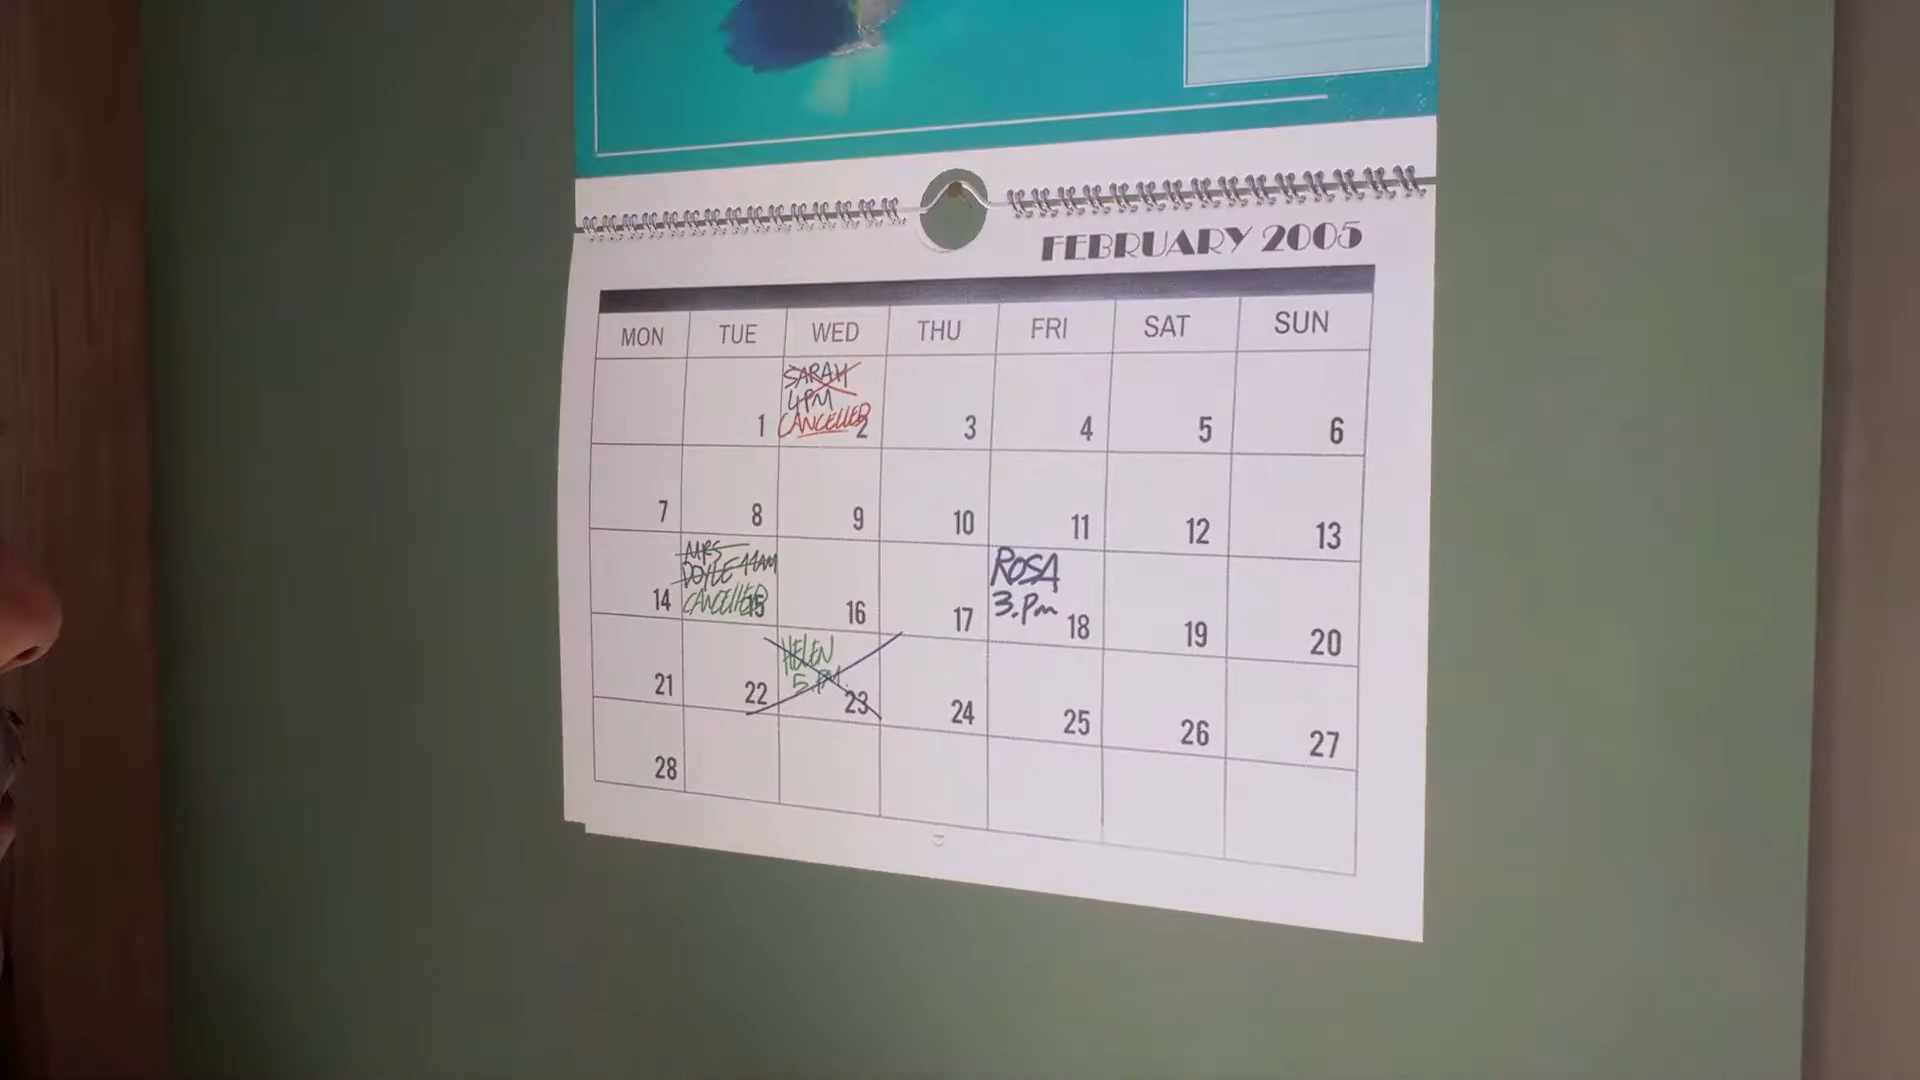 FEBRUARY 2005
MON TUE WED THU FRI SAT SUN
SARAH
4PM
CANCELLED
1 2 3 4 5 6
7 8 9 10 11 12 13
MRS
DOYLE 11AM
CANCELLED
ROSA
3.Pm
14 15 16 17 18 19 20
HELEN
5.PM
21 22 23 24 25 26 27
28